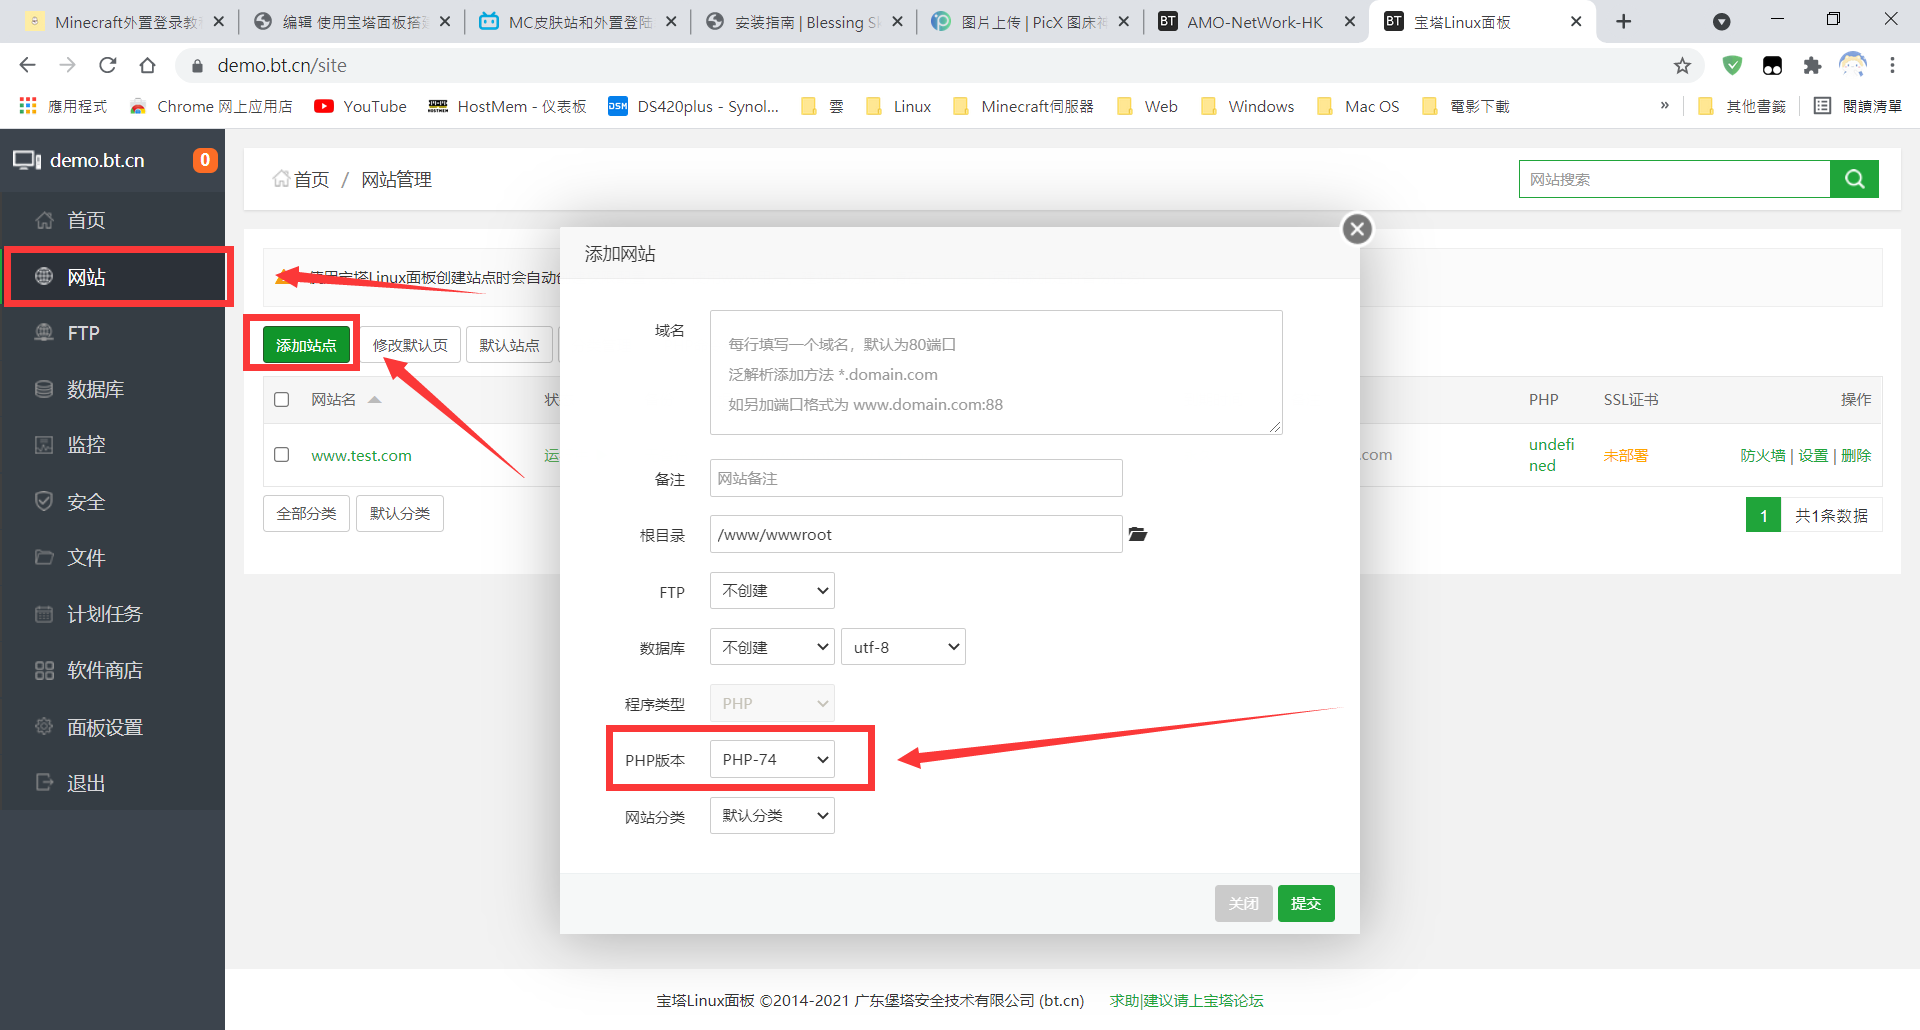 Minecraft外置登录教
编辑 使用宝塔面板搭
MC皮肤站和外置登陆
安装指南 | Blessing S
图片上传 | PicX 图床神
BT AMO-NetWork-HK
BT 宝塔Linux面板
demo.bt.cn/site
應用程式
Chrome 网上应用店
YouTube
HostMem - 仪表板
DSM DS420plus - Synol...
雲
Linux
Minecraft伺服器
Web
Windows
Mac OS
電影下載
»
其他書籤
閱讀清單
demo.bt.cn
0
首页
网站
FTP
数据库
监控
安全
文件
计划任务
软件商店
面板设置
退出
首页 / 网站管理
网站搜索
使用宝塔Linux面板创建站点时会自动
添加站点
修改默认页
默认站点
网站名
状
PHP
SSL证书
操作
www.test.com
运
.com
undefi
ned
未部署
防火墙 | 设置 | 删除
全部分类
默认分类
1
共1条数据
添加网站
域名
每行填写一个域名，默认为80端口
泛解析添加方法 *.domain.com
如另加端口格式为 www.domain.com:88
备注
网站备注
根目录
/www/wwwroot
FTP
不创建
数据库
不创建
utf-8
程序类型
PHP
PHP版本
PHP-74
网站分类
默认分类
关闭
提交
宝塔Linux面板 ©2014-2021 广东堡塔安全技术有限公司 (bt.cn)
求助|建议请上宝塔论坛